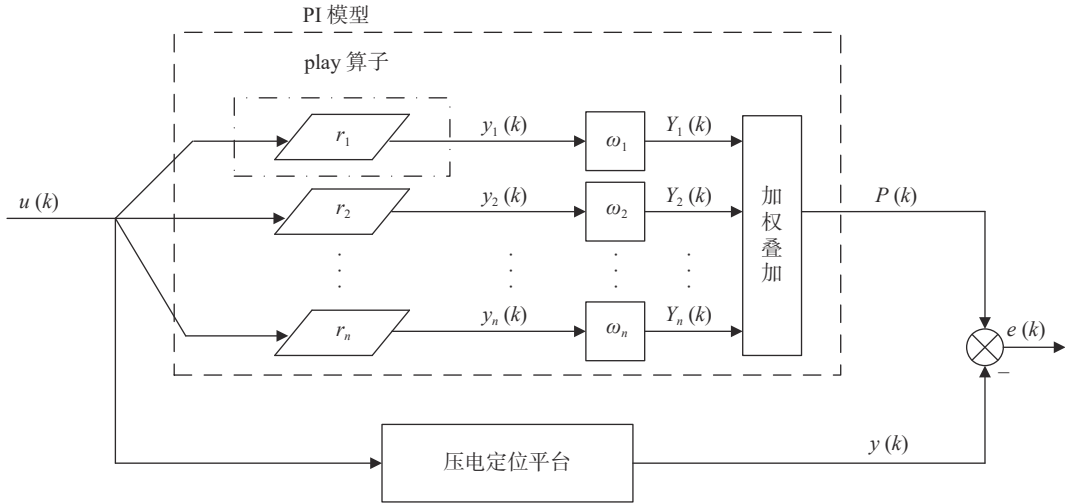 PI 模型
play 算子
r₁ y₁(k) ω₁ Y₁(k)
u(k)
r₂ y₂(k) ω₂ Y₂(k)
加权叠加
P(k)
⋮ ⋮ ⋮ ⋮
rₙ yₙ(k) ωₙ Yₙ(k)
e(k)
−
压电定位平台
y(k)